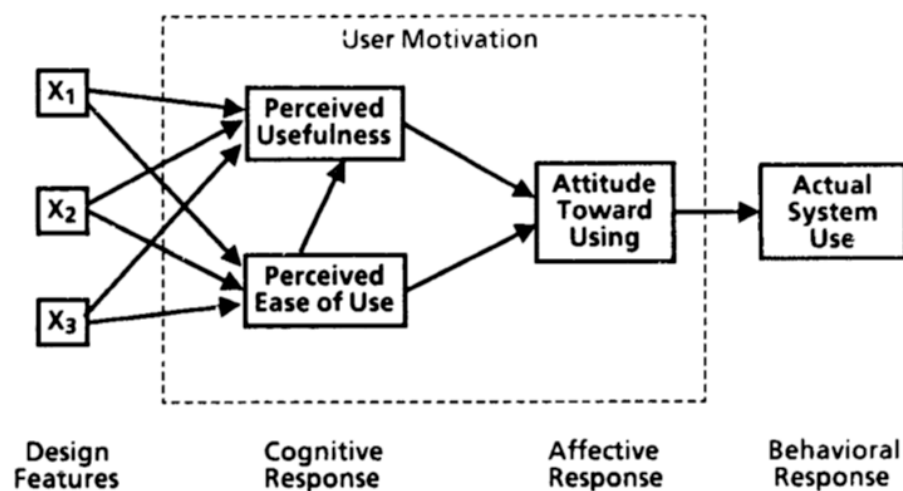 User Motivation
X1
Perceived
Usefulness
X2
Attitude
Toward
Using
Actual
System
Use
Perceived
Ease of Use
X3
Design
Features
Cognitive
Response
Affective
Response
Behavioral
Response